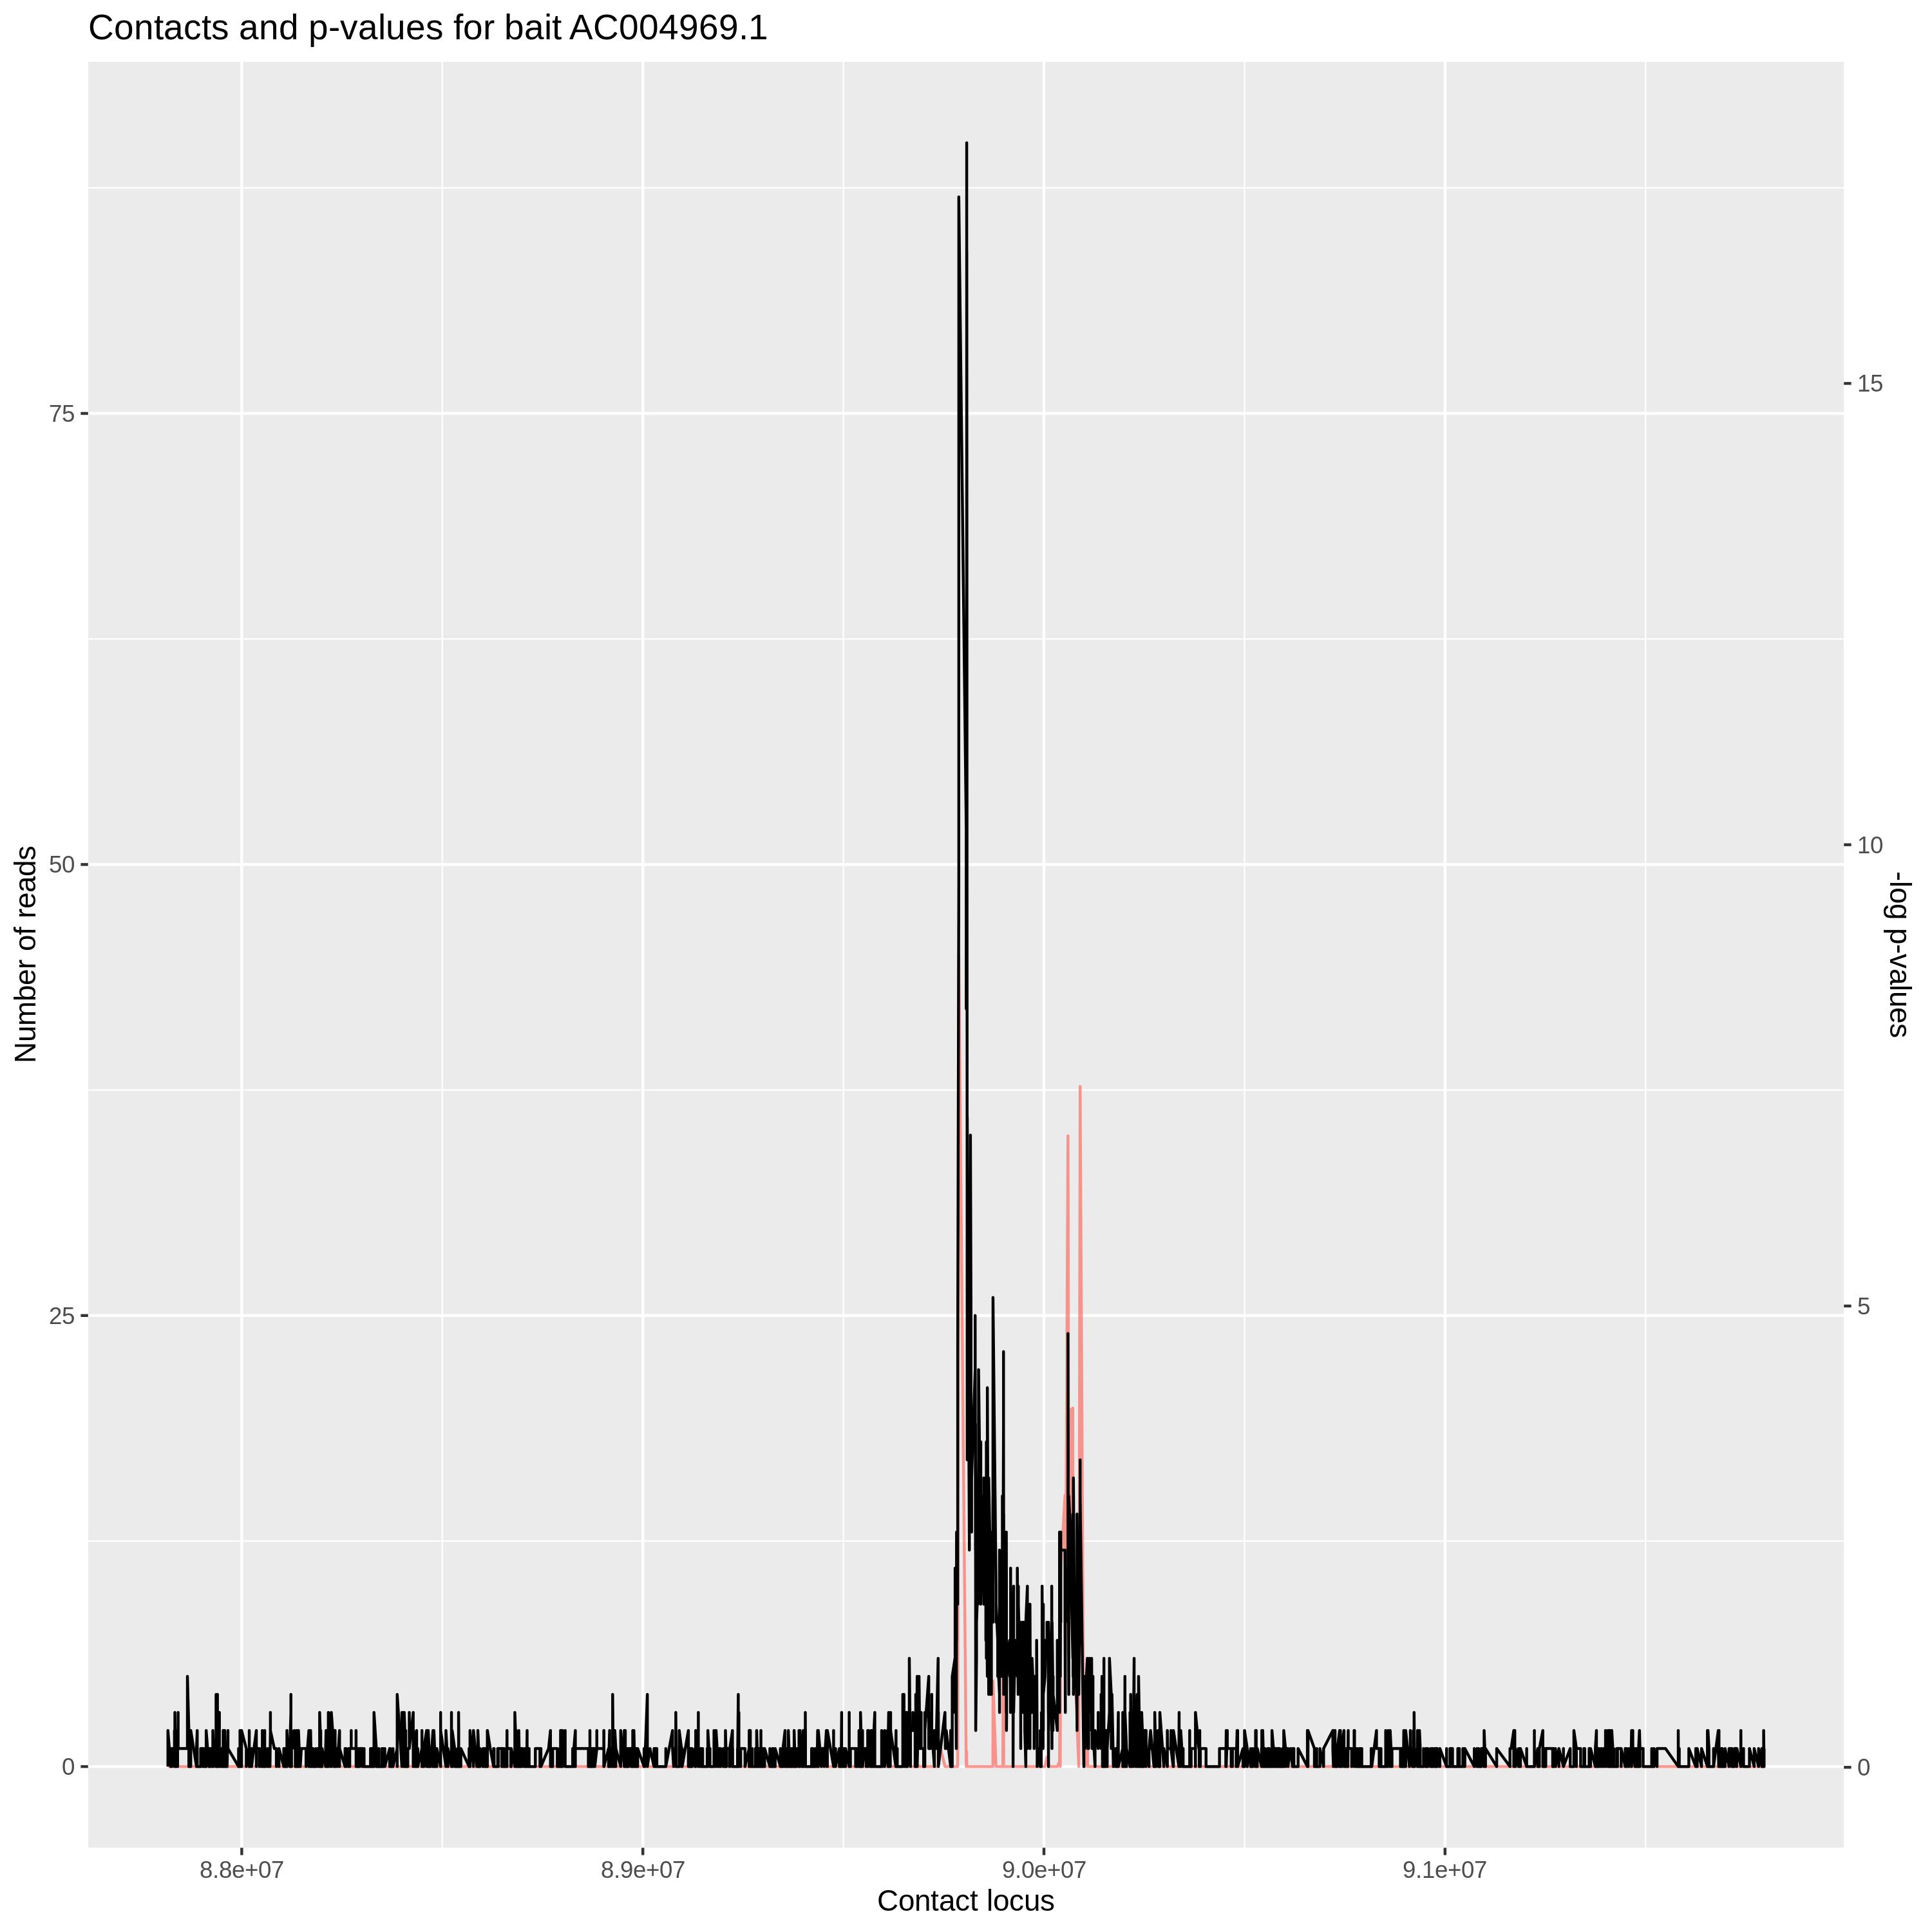 Contacts and p-values for bait AC004969.1
75
50
25
0
15
10
5
0
Number of reads
-log p-values
8.8e+07
8.9e+07
9.0e+07
9.1e+07
Contact locus